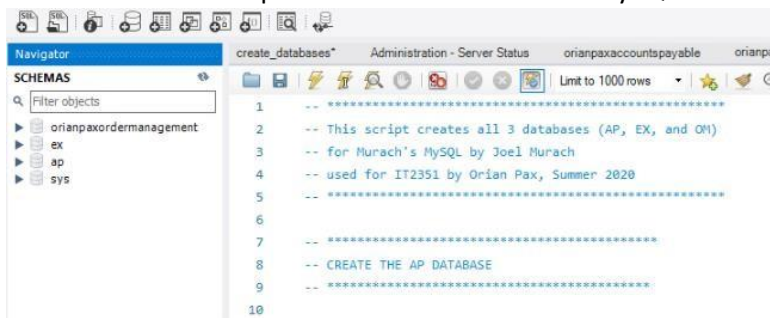 Navigator
SCHEMAS
Filter objects
orianpaxordermanagement
ex
ap
sys
create_databases*
Administration - Server Status
orianpaxaccountspayable
orianpa
Limit to 1000 rows
1 -- *******************************************************
2 -- This script creates all 3 databases (AP, EX, and OM)
3 -- for Murach's MySQL by Joel Murach
4 -- used for IT2351 by Orian Pax, Summer 2020
5 -- *******************************************************
6
7 -- *********************************************
8 -- CREATE THE AP DATABASE
9 -- ********************************************
10